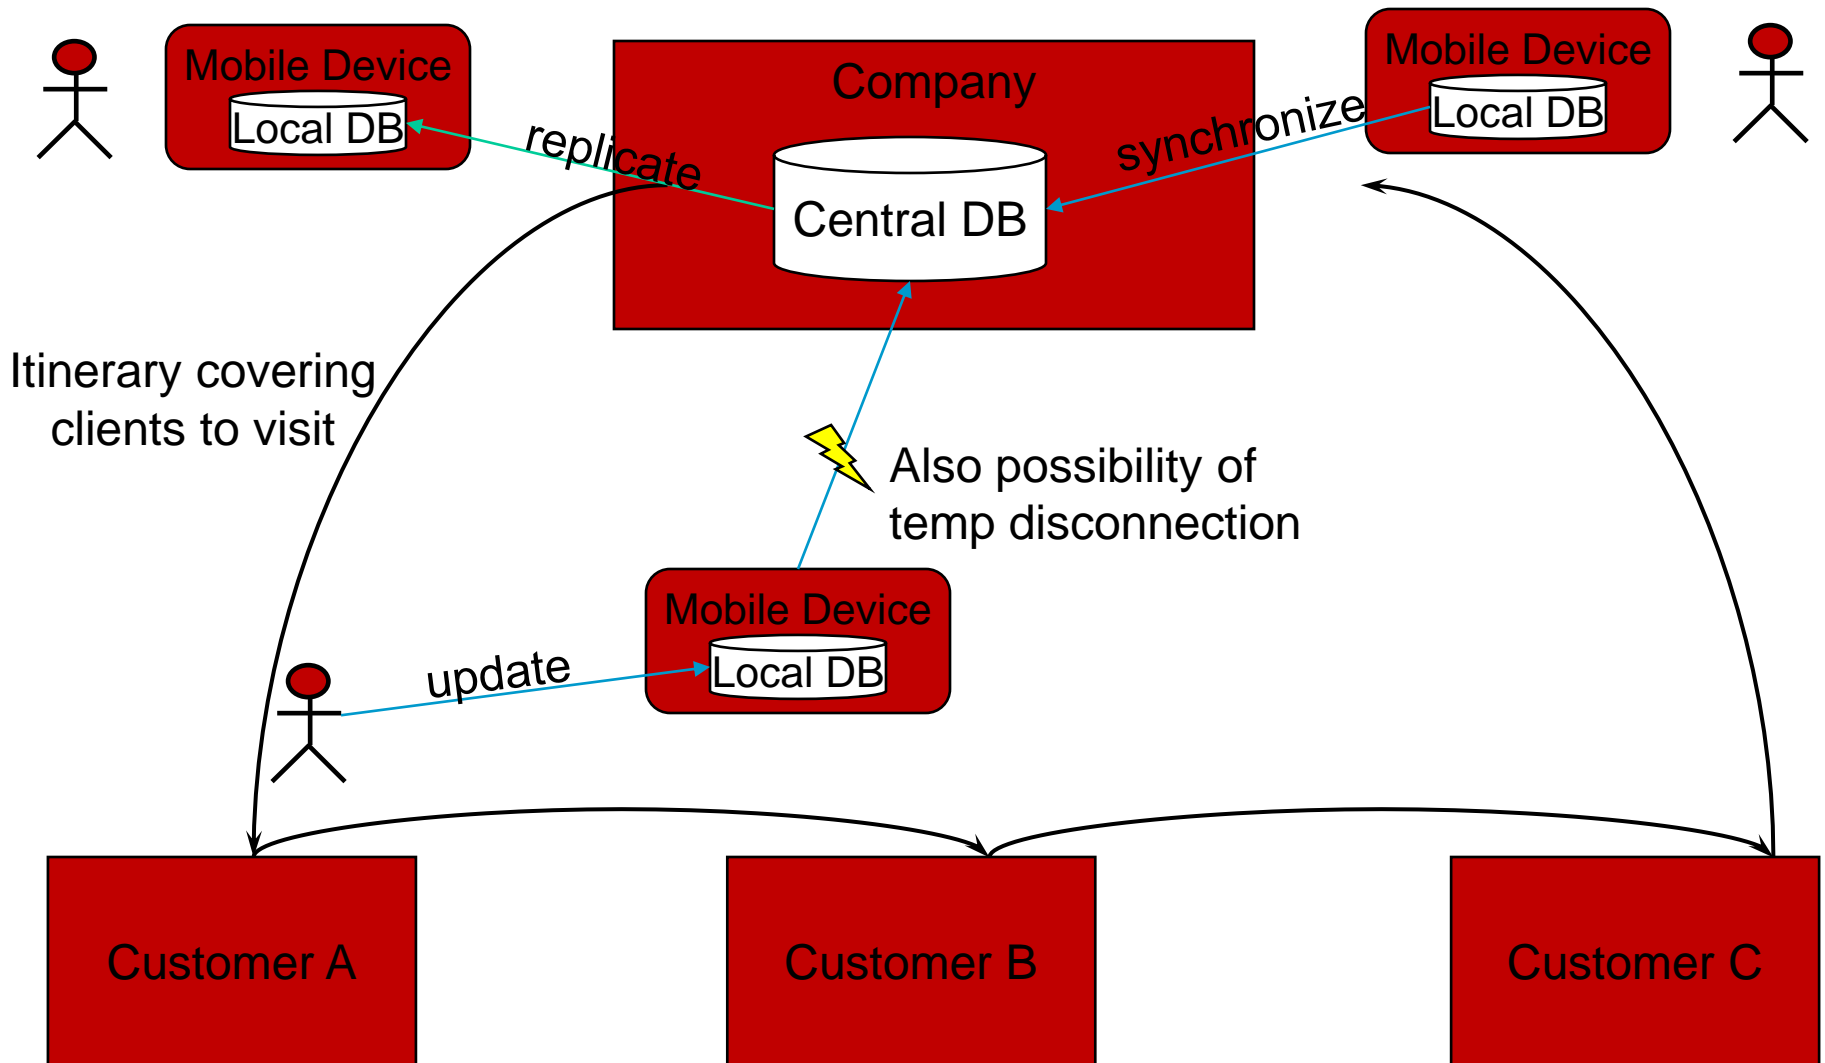 Mobile Device
Local DB
replicate
Company
Central DB
synchronize
Mobile Device
Local DB
Itinerary covering
clients to visit
Also possibility of
temp disconnection
Mobile Device
Local DB
update
Customer A
Customer B
Customer C